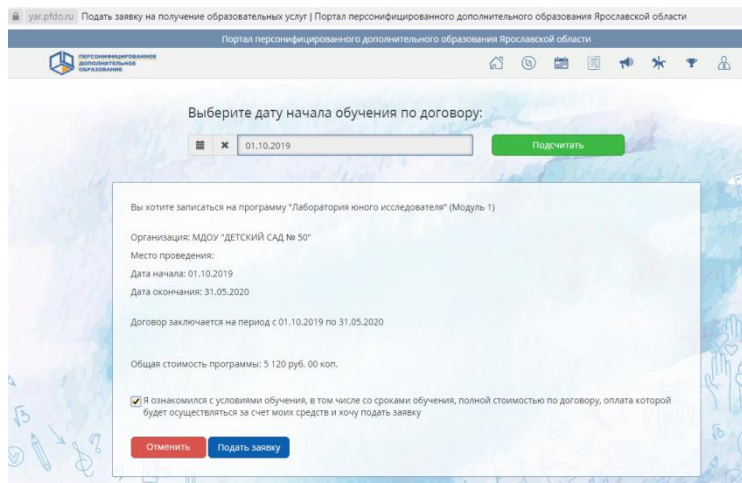 yar.pfdo.ru Подать заявку на получение образовательных услуг | Портал персонифицированного дополнительного образования Ярославской области
Портал персонифицированного дополнительного образования Ярославской области
ПЕРСОНИФИЦИРОВАННОЕ
ДОПОЛНИТЕЛЬНОЕ
ОБРАЗОВАНИЕ
Выберите дату начала обучения по договору:
01.10.2019
Подсчитать
Вы хотите записаться на программу "Лаборатория юного исследователя" (Модуль 1)
Организация: МДОУ "ДЕТСКИЙ САД № 50"
Место проведения:
Дата начала: 01.10.2019
Дата окончания: 31.05.2020
Договор заключается на период с 01.10.2019 по 31.05.2020
Общая стоимость программы: 5 120 руб. 00 коп.
Я ознакомился с условиями обучения, в том числе со сроками обучения, полной стоимостью по договору, оплата которой
будет осуществляться за счет моих средств и хочу подать заявку
Отменить
Подать заявку